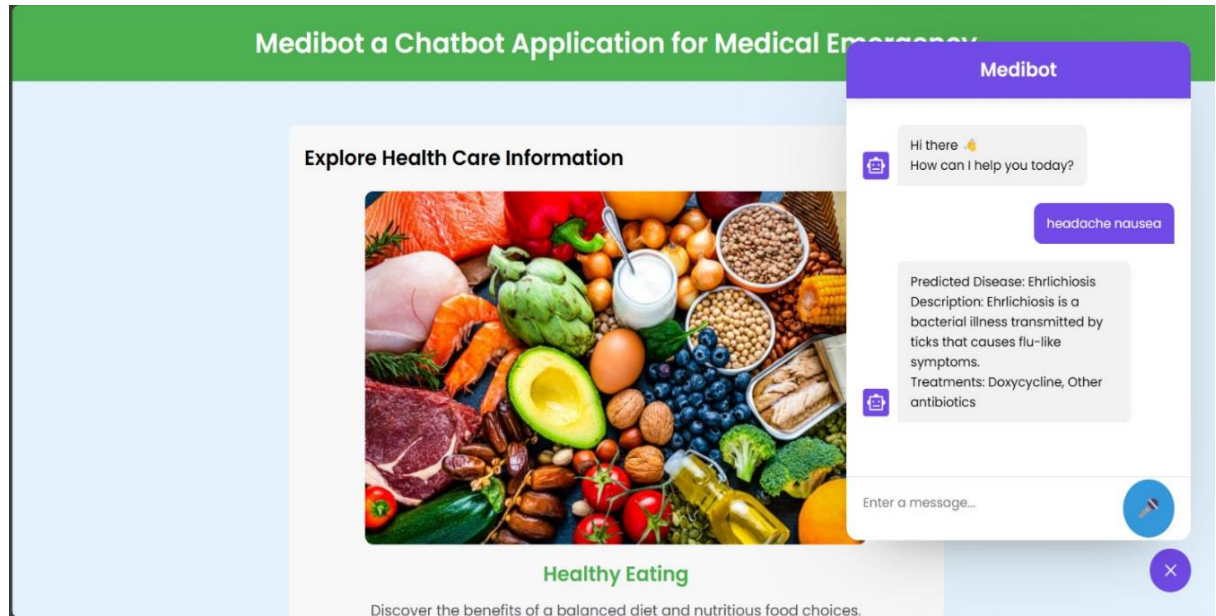 Medibot a Chatbot Application for Medical Emergency
Medibot
Explore Health Care Information
Hi there 👋
How can I help you today?
headache nausea
Predicted Disease: Ehrlichiosis
Description: Ehrlichiosis is a
bacterial illness transmitted by
ticks that causes flu-like
symptoms.
Treatments: Doxycycline, Other
antibiotics
Enter a message...
Healthy Eating
Discover the benefits of a balanced diet and nutritious food choices.